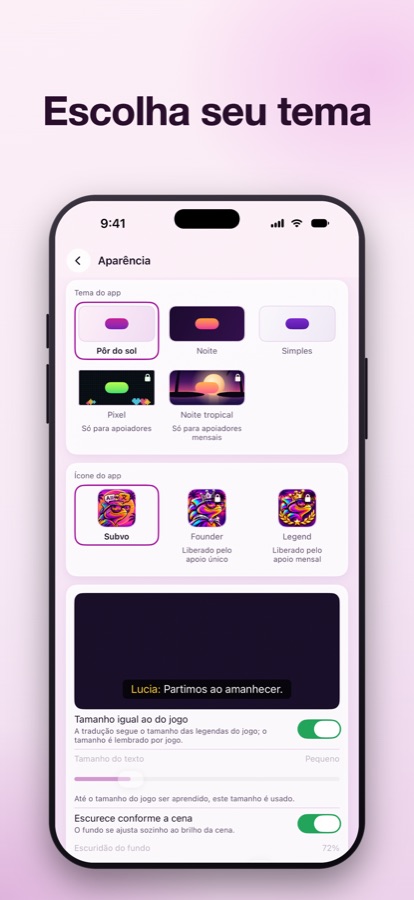 Escolha seu tema
9:41
Aparência
Tema do app
Pôr do sol
Noite
Simples
Pixel
Só para apoiadores
Noite tropical
Só para apoiadores
mensais
Ícone do app
Subvo
Founder
Liberado pelo
apoio único
Legend
Liberado pelo
apoio mensal
Lucia: Partimos ao amanhecer.
Tamanho igual ao do jogo
A tradução segue o tamanho das legendas do jogo; o
tamanho é lembrado por jogo.
Tamanho do texto
Pequeno
Até o tamanho do jogo ser aprendido, este tamanho é usado.
Escurece conforme a cena
O fundo se ajusta sozinho ao brilho da cena.
Escuridão do fundo
72%